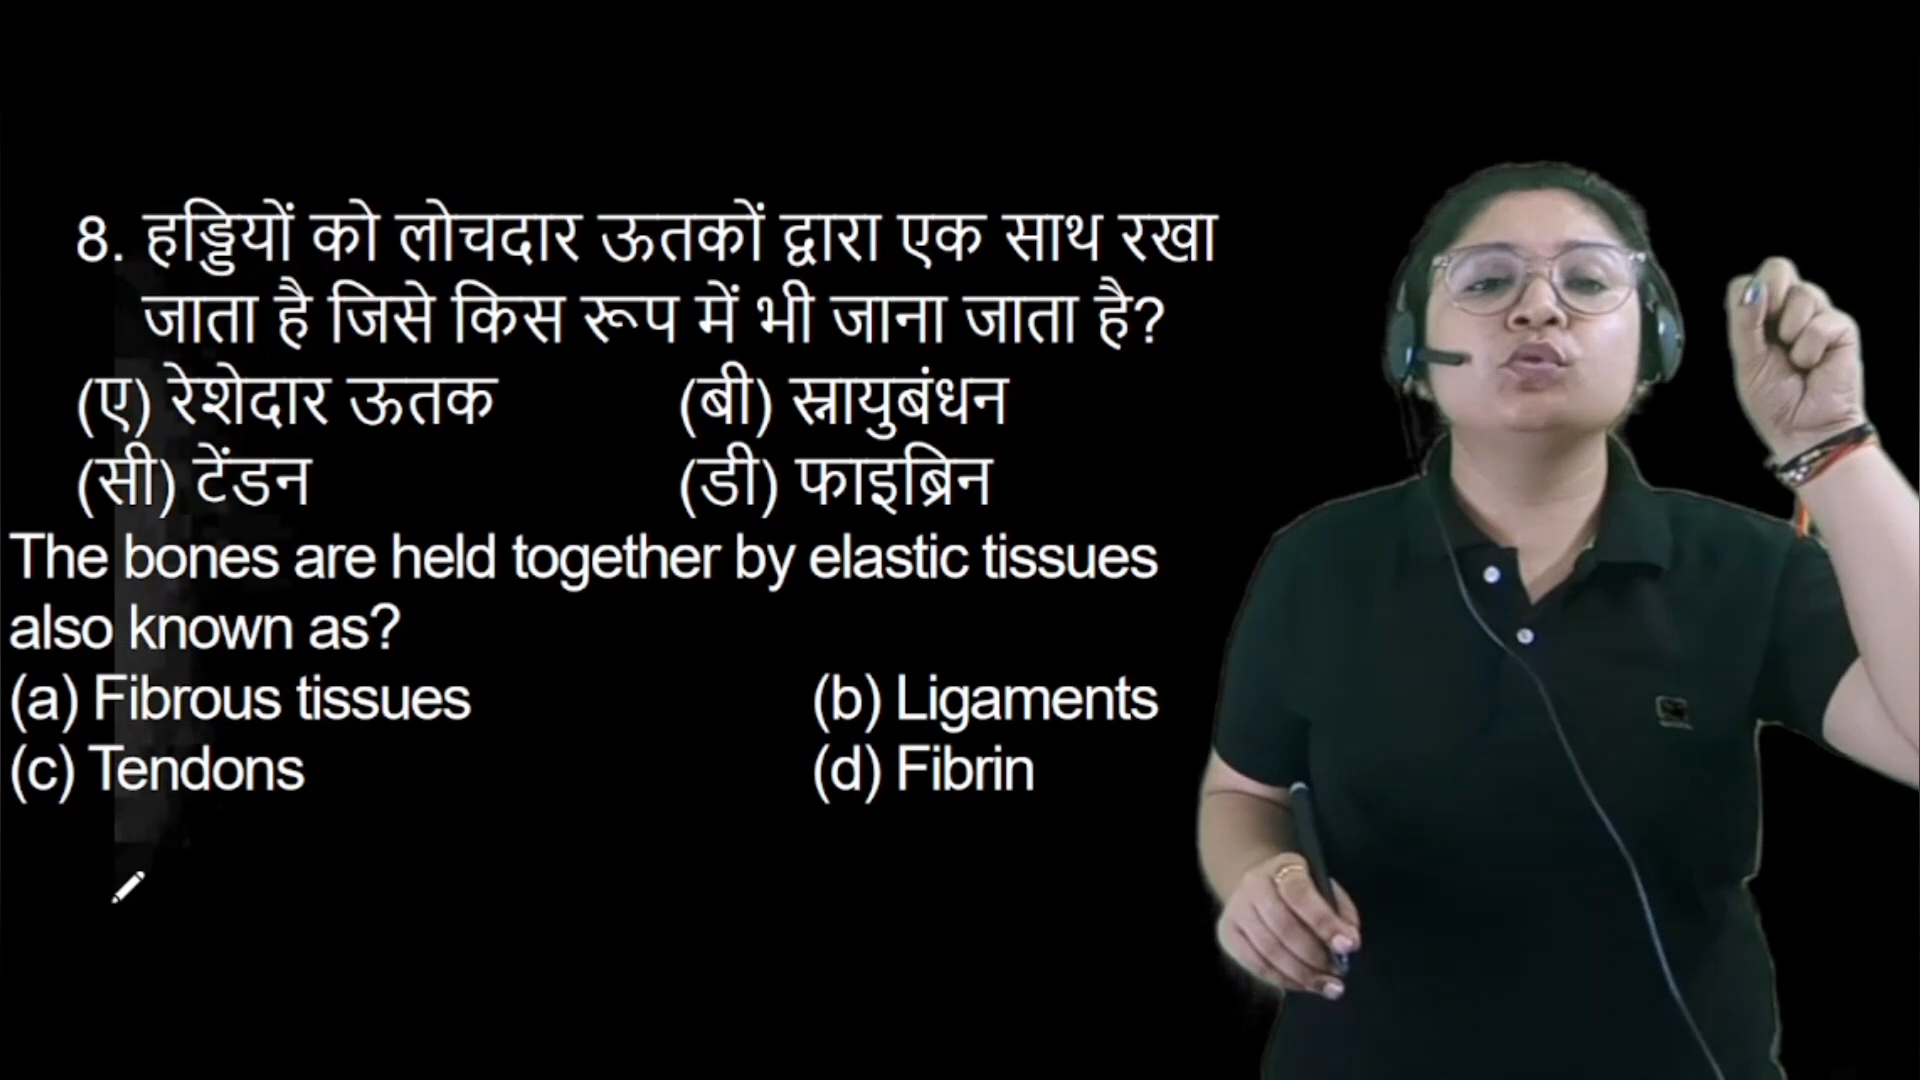 8. हड्डियों को लोचदार ऊतकों द्वारा एक साथ रखा
जाता है जिसे किस रूप में भी जाना जाता है?
(ए) रेशेदार ऊतक (बी) स्नायुबंधन
(सी) टेंडन (डी) फाइब्रिन
The bones are held together by elastic tissues
also known as?
(a) Fibrous tissues (b) Ligaments
(c) Tendons (d) Fibrin